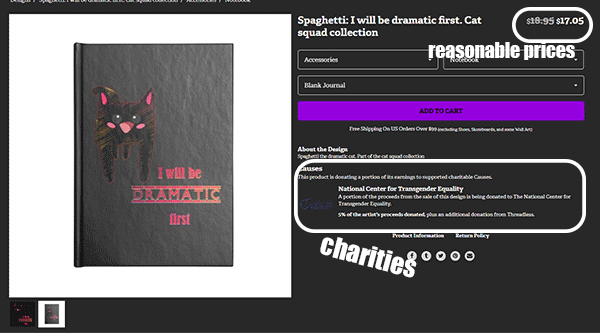 Designs / Spaghetti: I will be dramatic first. Cat squad collection / Accessories / Notebook
Spaghetti: I will be dramatic first. Cat
squad collection
$18.95 $17.05
reasonable prices
Accessories
Notebook
Blank Journal
ADD TO CART
Free Shipping On US Orders Over $99 (excluding Shoes, Skateboards, and some Wall Art)
About the Design
Spaghetti the dramatic cat. Part of the cat squad collection
Causes
This product is donating a portion of its earnings to supported charitable Causes.
National Center for Transgender Equality
A portion of the proceeds from the sale of this design is being donated to The National Center for
Transgender Equality.
5% of the artist's proceeds donated, plus an additional donation from Threadless.
Product Information
Return Policy
charities
I will be
DRAMATIC
first